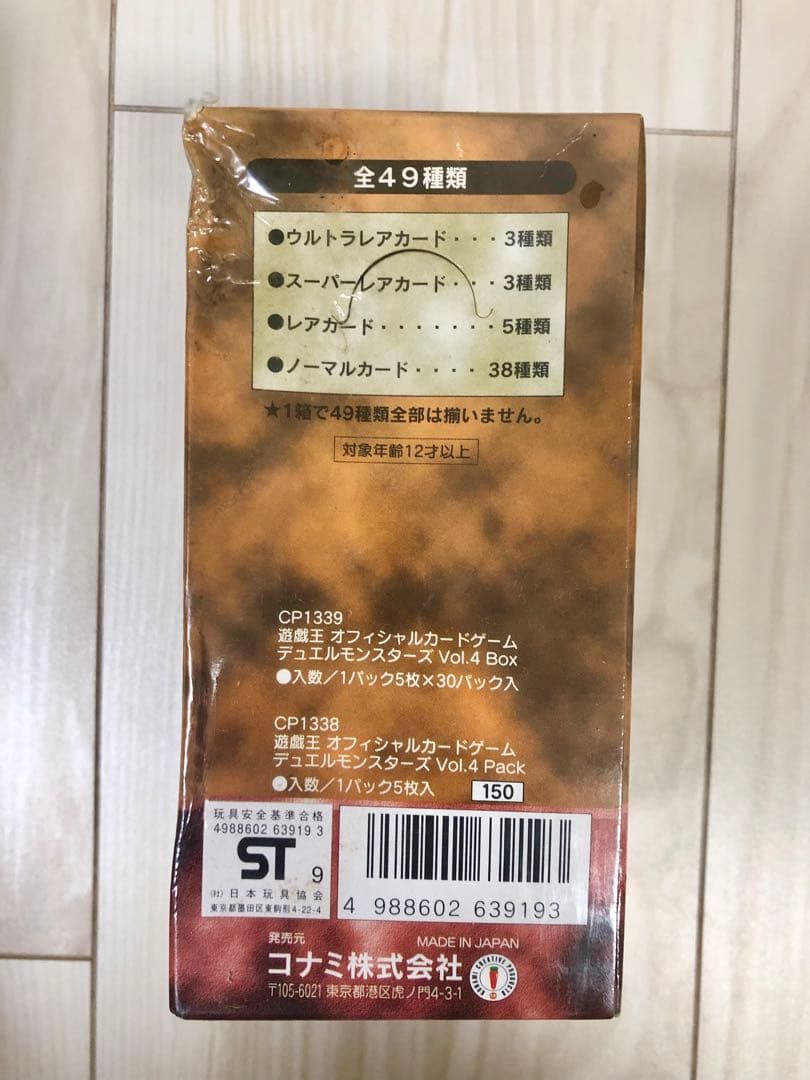 全49種類
●ウルトラレアカード・・・3種類
●スーパーレアカード・・・3種類
●レアカード・・・・・・・5種類
●ノーマルカード・・・・38種類
★1箱で49種類全部は揃いません。
対象年齢12才以上
CP1339
遊戯王 オフィシャルカードゲーム
デュエルモンスターズ Vol.4 Box
●入数/1パック5枚×30パック入
CP1338
遊戯王 オフィシャルカードゲーム
デュエルモンスターズ Vol.4 Pack
●入数/1パック5枚入 150
玩具安全基準合格
4988602 63919 3
ST 9
(社)日本玩具協会
東京都墨田区東駒形4-22-4
4 988602 639193
発売元 MADE IN JAPAN
コナミ株式会社
KONAMI CREATIVE PRODUCTS
〒105-6021 東京都港区虎ノ門4-3-1